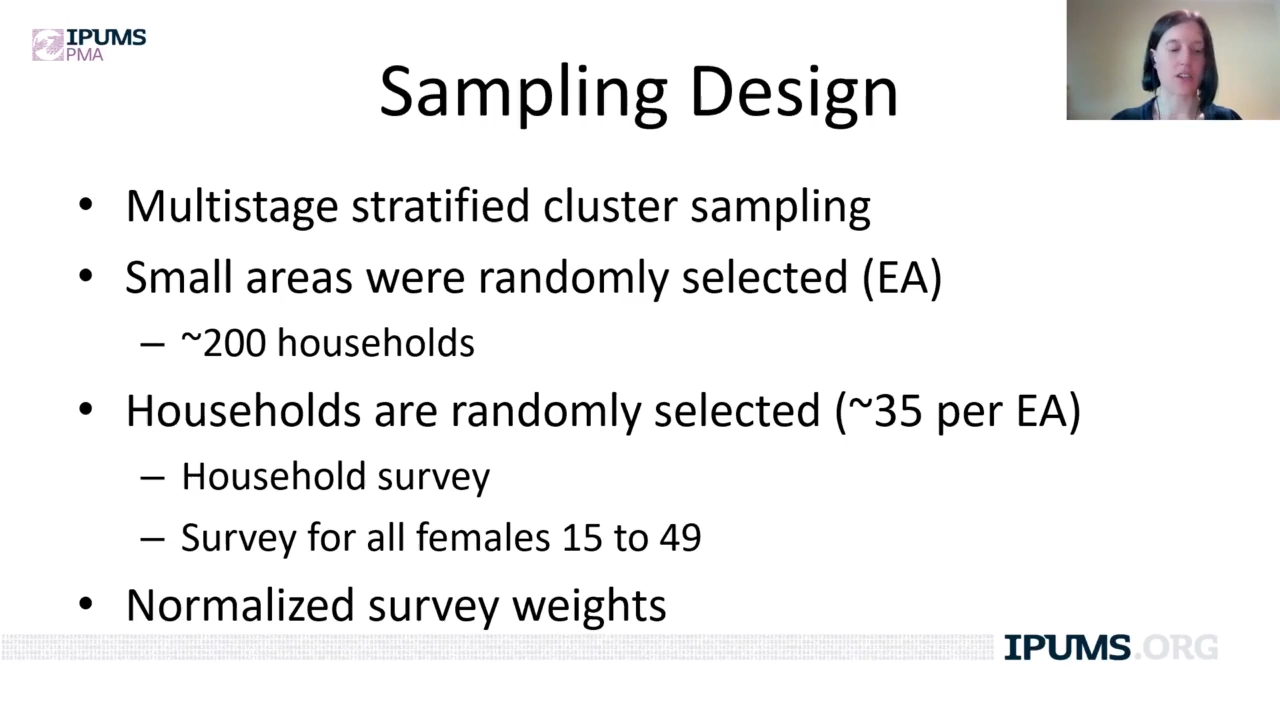 IPUMS
PMA
Sampling Design
• Multistage stratified cluster sampling
• Small areas were randomly selected (EA)
– ~200 households
• Households are randomly selected (~35 per EA)
– Household survey
– Survey for all females 15 to 49
• Normalized survey weights
IPUMS.ORG